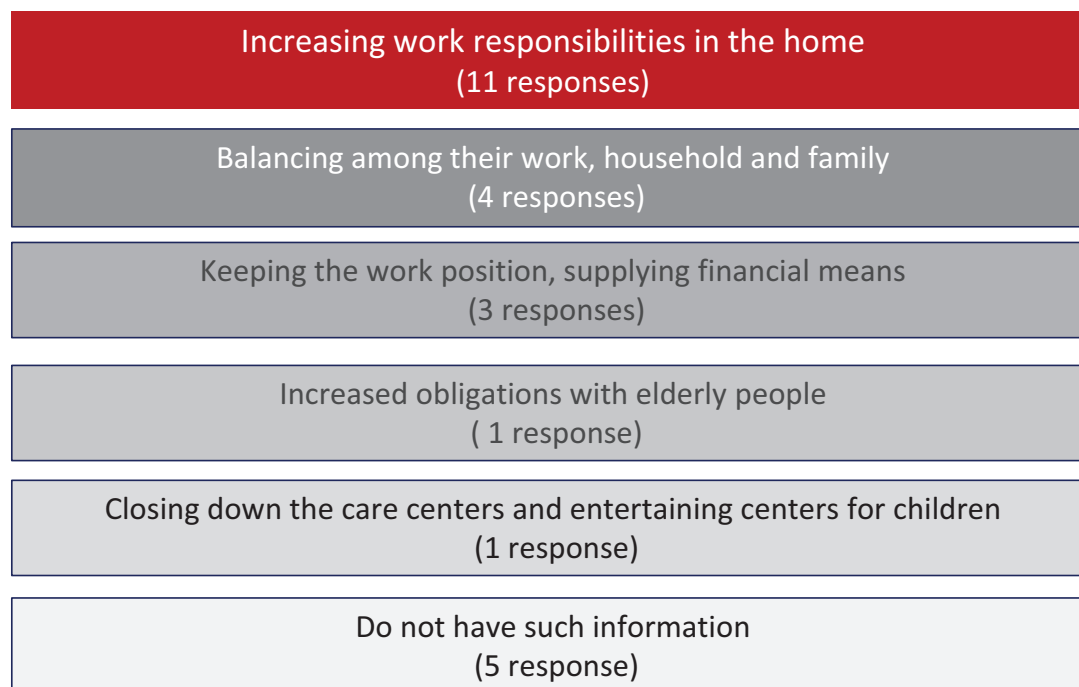 Increasing work responsibilities in the home
(11 responses)
Balancing among their work, household and family
(4 responses)
Keeping the work position, supplying financial means
(3 responses)
Increased obligations with elderly people
( 1 response)
Closing down the care centers and entertaining centers for children
(1 response)
Do not have such information
(5 response)